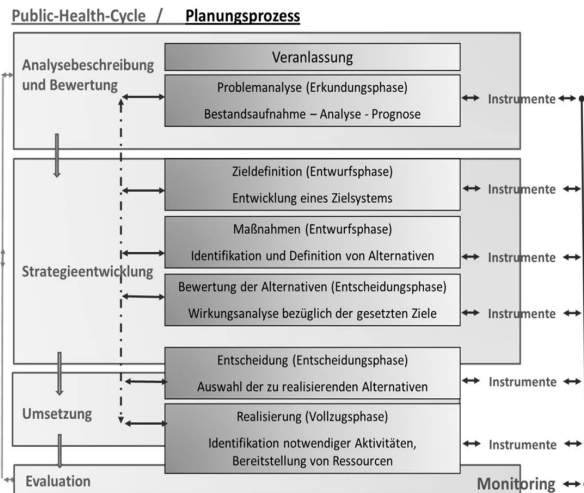 Public-Health-Cycle / Planungsprozess
Analysebeschreibung
und Bewertung
Veranlassung
Problemanalyse (Erkundungsphase)
Bestandsaufnahme – Analyse - Prognose
Instrumente
Zieldefinition (Entwurfsphase)
Entwicklung eines Zielsystems
Instrumente
Strategieentwicklung
Maßnahmen (Entwurfsphase)
Identifikation und Definition von Alternativen
Instrumente
Bewertung der Alternativen (Entscheidungsphase)
Wirkungsanalyse bezüglich der gesetzten Ziele
Instrumente
Entscheidung (Entscheidungsphase)
Auswahl der zu realisierenden Alternativen
Instrumente
Umsetzung
Realisierung (Vollzugsphase)
Identifikation notwendiger Aktivitäten,
Bereitstellung von Ressourcen
Instrumente
Evaluation
Monitoring